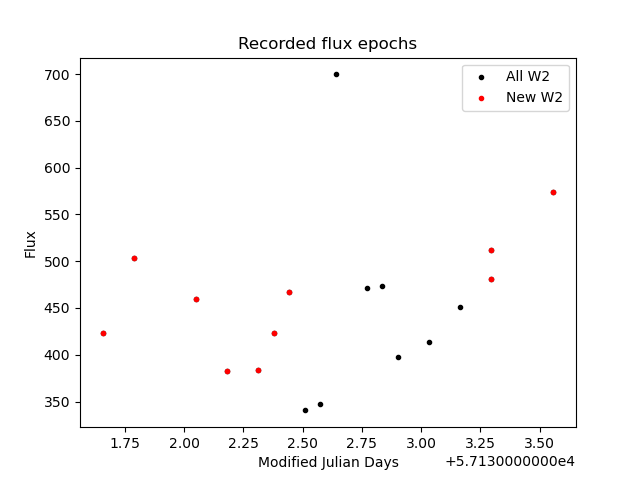 Recorded flux epochs
All W2
New W2
700
650
600
550
500
450
400
350
Flux
1.75 2.00 2.25 2.50 2.75 3.00 3.25 3.50
+5.7130000000e4
Modified Julian Days